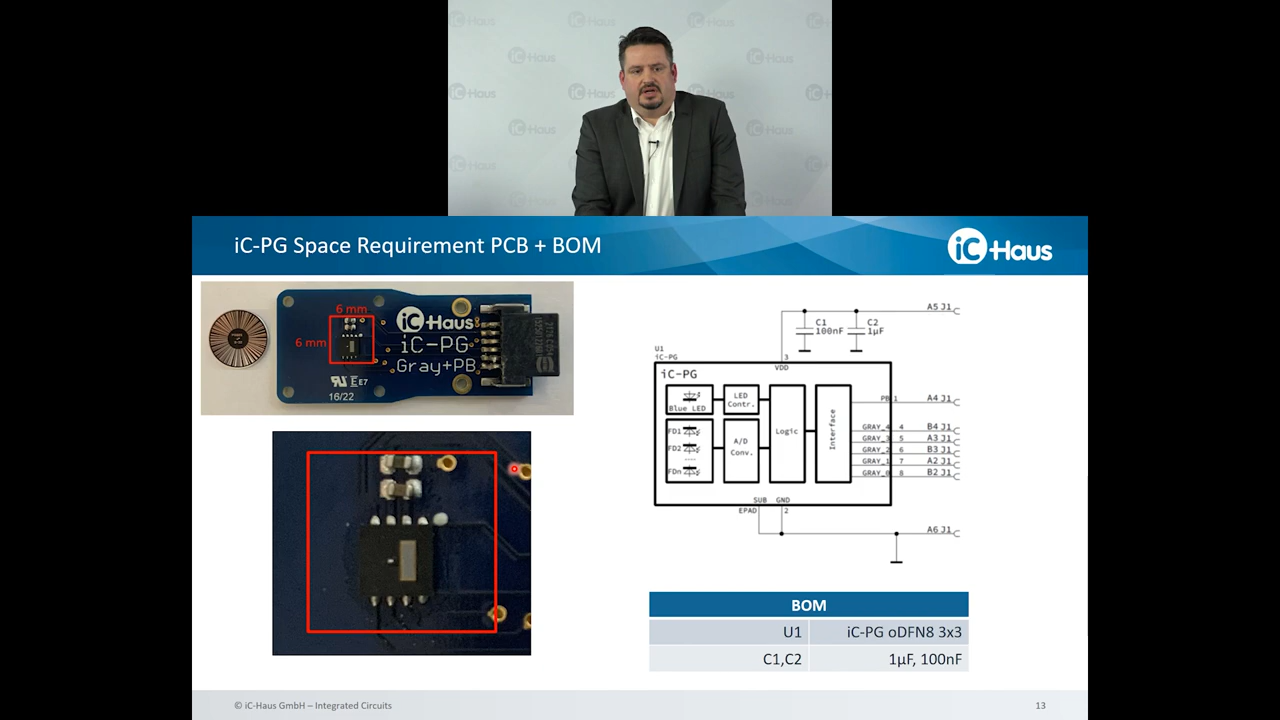 iC Haus
iC-PG Space Requirement PCB + BOM
iC Haus
6 mm
6 mm
iC Haus
iC-PG
Gray+PB
E7
16/22
A5 J1
C1
100nF
C2
1µF
U1
iC-PG
3
VDD
iC-PG
Blue LED
LED
Contr.
FD1
FD2
....
FDn
A/D
Conv.
Logic
Interface
PB 1
A4 J1
GRAY_4 4
B4 J1
GRAY_3 5
A3 J1
GRAY_2 6
B3 J1
GRAY_1 7
A2 J1
GRAY_0 8
B2 J1
SUB GND
EPAD
2
A6 J1
BOM
U1 iC-PG oDFN8 3x3
C1,C2 1µF, 100nF
© iC-Haus GmbH – Integrated Circuits
13